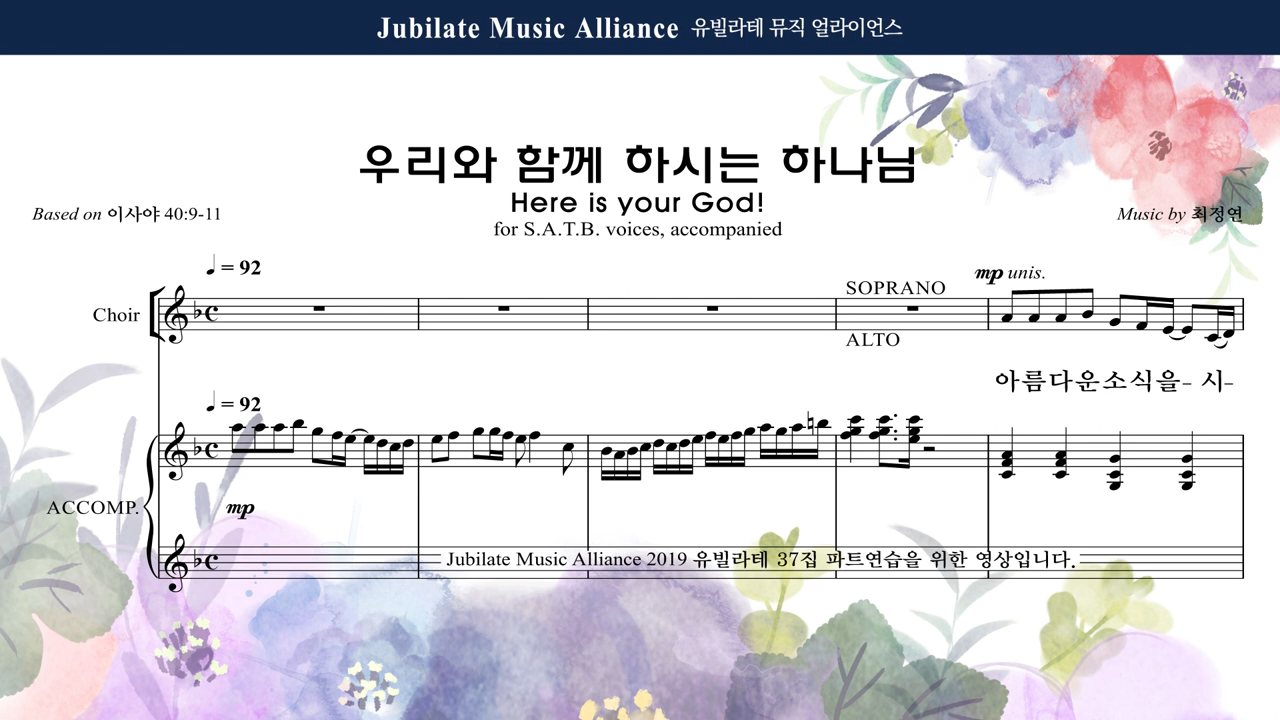 Jubilate Music Alliance 유빌라테 뮤직 얼라이언스
우리와 함께 하시는 하나님
Here is your God!
for S.A.T.B. voices, accompanied
Based on 이사야 40:9-11
Music by 최정연
♩ = 92
mp unis.
SOPRANO
Choir
ALTO
아름다운소식을- 시-
♩ = 92
ACCOMP.
mp
Jubilate Music Alliance 2019 유빌라테 37집 파트연습을 위한 영상입니다.